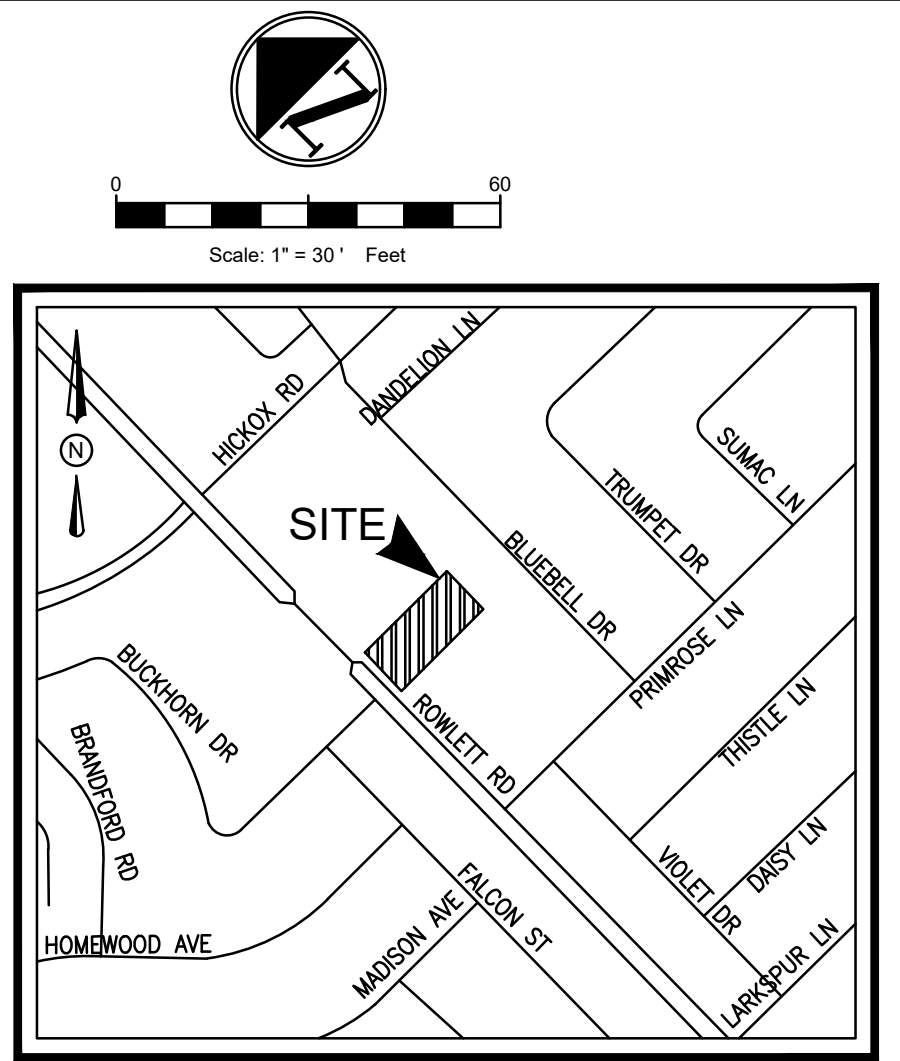 N
0 60
Scale: 1" = 30 ' Feet
DANDELION LN
HICKOX RD
SUMAC LN
N
TRUMPET DR
SITE
BLUEBELL DR
PRIMROSE LN
BUCKHORN DR
THISTLE LN
ROWLETT RD
BRANDFORD RD
DAISY LN
VIOLET DR
FALCON ST
HOMEWOOD AVE
MADISON AVE
LARKSPUR LN